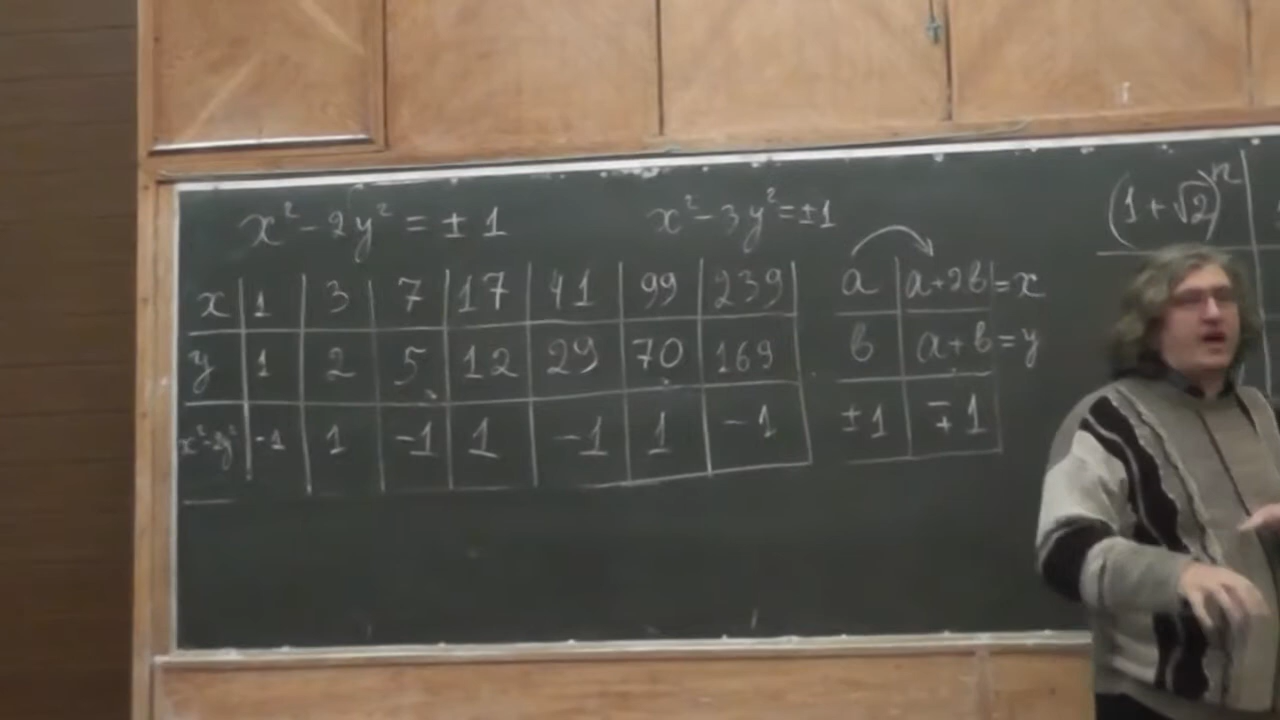 x² - 2y² = ± 1
x² - 3y² = ±1
(1 + √2)ⁿ
x | 1 | 3 | 7 | 17 | 41 | 99 | 239
y | 1 | 2 | 5 | 12 | 29 | 70 | 169
x²-2y² | -1 | 1 | -1 | 1 | -1 | 1 | -1
a | a+2b = x
b | a+b = y
±1 | ∓1